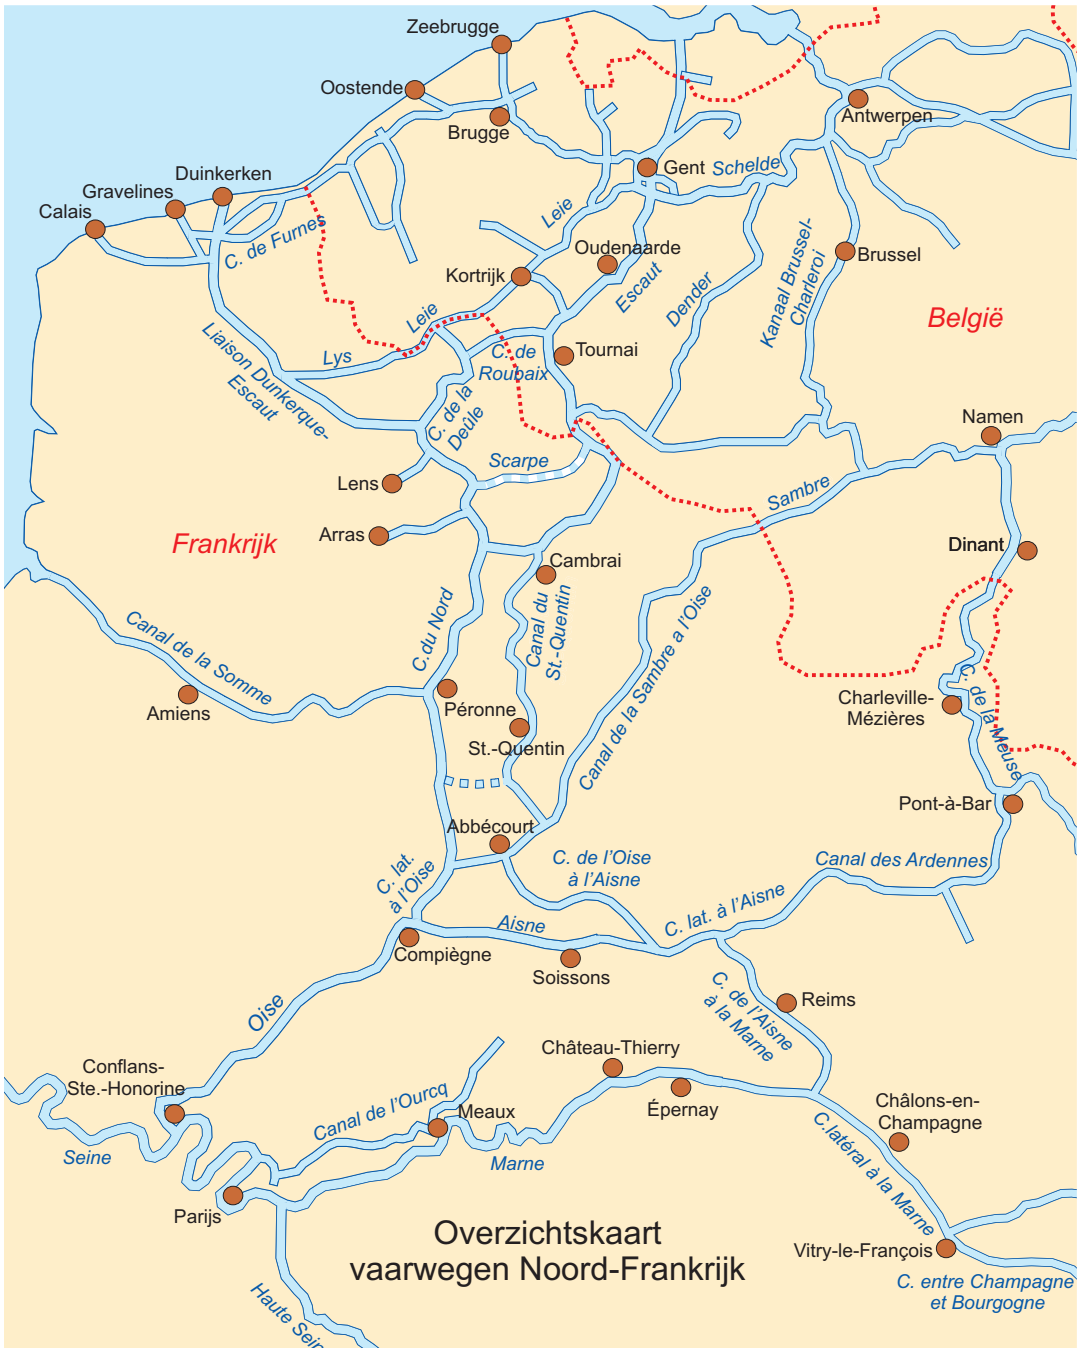 Zeebrugge
Oostende
Brugge
Antwerpen
Gent
Schelde
Duinkerken
Gravelines
Calais
C. de Furnes
Leie
Oudenaarde
Kortrijk
Escaut
Dender
Kanaal Brussel-
Charleroi
Brussel
België
Leie
Lys
Liaison Dunkerque-
Escaut
C. de
Roubaix
Tournai
C. de la
Deûle
Namen
Scarpe
Lens
Sambre
Arras
Frankrijk
Dinant
Cambrai
Canal du
St.-Quentin
C.du Nord
Canal de la Somme
Canal de la Sambre a l’Oise
Amiens
Péronne
St.-Quentin
Charleville-
Mézières
C. de la Meuse
Pont-à-Bar
Abbécourt
C. lat.
à l’Oise
C. de l’Oise
à l’Aisne
Canal des Ardennes
C. lat. à l’Aisne
Aisne
Compiègne
Soissons
C. de l’Aisne
à la Marne
Reims
Oise
Conflans-
Ste.-Honorine
Château-Thierry
Épernay
Canal de l’Ourcq
Meaux
Châlons-en-
Champagne
Seine
Marne
C.latéral à la Marne
Parijs
Overzichtskaart
vaarwegen Noord-Frankrijk
Vitry-le-François
C. entre Champagne
et Bourgogne
Haute Sein